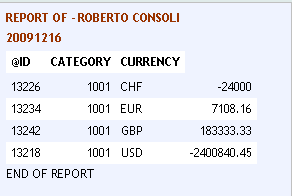 REPORT OF -ROBERTO CONSOLI
20091216
@ID CATEGORY CURRENCY
13226 1001 CHF -24000
13234 1001 EUR 7108.16
13242 1001 GBP 183333.33
13218 1001 USD -2400840.45
END OF REPORT